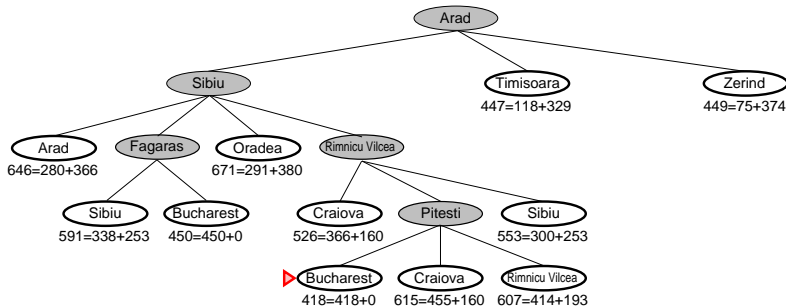 Arad
Sibiu
Timisoara
Zerind
447=118+329
449=75+374
Arad
Fagaras
Oradea
Rimnicu Vilcea
646=280+366
671=291+380
Sibiu
Bucharest
Craiova
Pitesti
Sibiu
591=338+253
450=450+0
526=366+160
553=300+253
Bucharest
Craiova
Rimnicu Vilcea
418=418+0
615=455+160
607=414+193